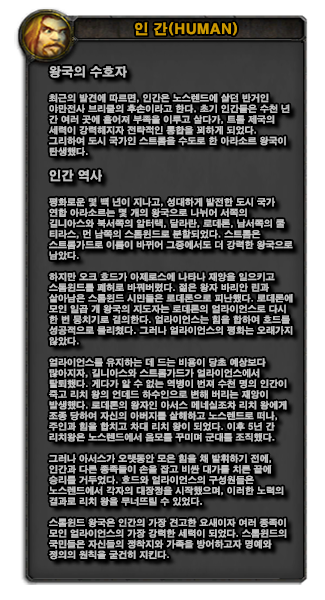 인 간(HUMAN)
왕국의 수호자
최근의 발견에 따르면, 인간은 노스렌드에 살던 반거인
야만전사 브리쿨의 후손이라고 한다. 초기 인간들은 수천 년
간 여러 곳에 흩어져 부족을 이루고 살다가, 트롤 제국의
세력이 강력해지자 전략적인 통합을 꾀하게 되었다.
그리하여 도시 국가인 스트롬을 수도로 한 아라소르 왕국이
탄생했다.
인간 역사
평화로운 몇 백 년이 지나고, 성대하게 발전한 도시 국가
연합 아라소르는 몇 개의 왕국으로 나뉘어 서쪽의
길니아스와 북서쪽의 알터랙, 달라란, 로데론, 남서쪽의 쿨
티라스, 먼 남쪽의 스톰윈드로 분할되었다. 스트롬은
스트롬가드로 이름이 바뀌어 그중에서도 더 강력한 왕국으로
남았다.
하지만 오크 호드가 아제로스에 나타나 재앙을 일으키고
스톰윈드를 폐허로 바꿔버렸다. 젊은 왕자 바리안 린과
살아남은 스톰윈드 시민들은 로데론으로 피난했다. 로데론에
모인 일곱 개 왕국의 지도자는 로데론의 얼라이언스로 다시
한 번 뭉치기로 결의한다. 얼라이언스는 힘을 합하여 호드를
성공적으로 물리쳤다. 그러나 얼라이언스의 평화는 오래가지
않았다.
얼라이언스를 유지하는 데 드는 비용이 당초 예상보다
많아지자, 길니아스와 스트롬가드가 얼라이언스에서
탈퇴했다. 게다가 알 수 없는 역병이 번져 수천 명의 인간이
죽고 리치 왕의 언데드 하수인으로 변해 버리는 재앙이
발생했다. 로데론의 왕자인 아서스 메네실조차 리치 왕에게
조종 당하여 자신의 아버지를 살해하고 노스렌드로 떠나,
주인과 힘을 합치고 차대 리치 왕이 되었다. 이후 5년 간
리치왕은 노스렌드에서 음모를 꾸미며 군대를 조직했다.
그러나 아서스가 오랫동안 모은 힘을 채 발휘하기 전에,
인간과 다른 종족들이 손을 잡고 비싼 대가를 치른 끝에
승리를 거두었다. 호드와 얼라이언스의 구성원들은
노스렌드에서 각자의 대장정을 시작했으며, 이러한 노력의
결과로 리치 왕을 무너뜨릴 수 있었다.
스톰윈드 왕국은 인간의 가장 견고한 요새이자 여러 종족이
모인 얼라이언스의 가장 강력한 세력이 되었다. 스톰윈드의
국민들은 자신들의 정착지와 가족을 방어하고자 명예와
정의의 원칙을 굳건히 지킨다.